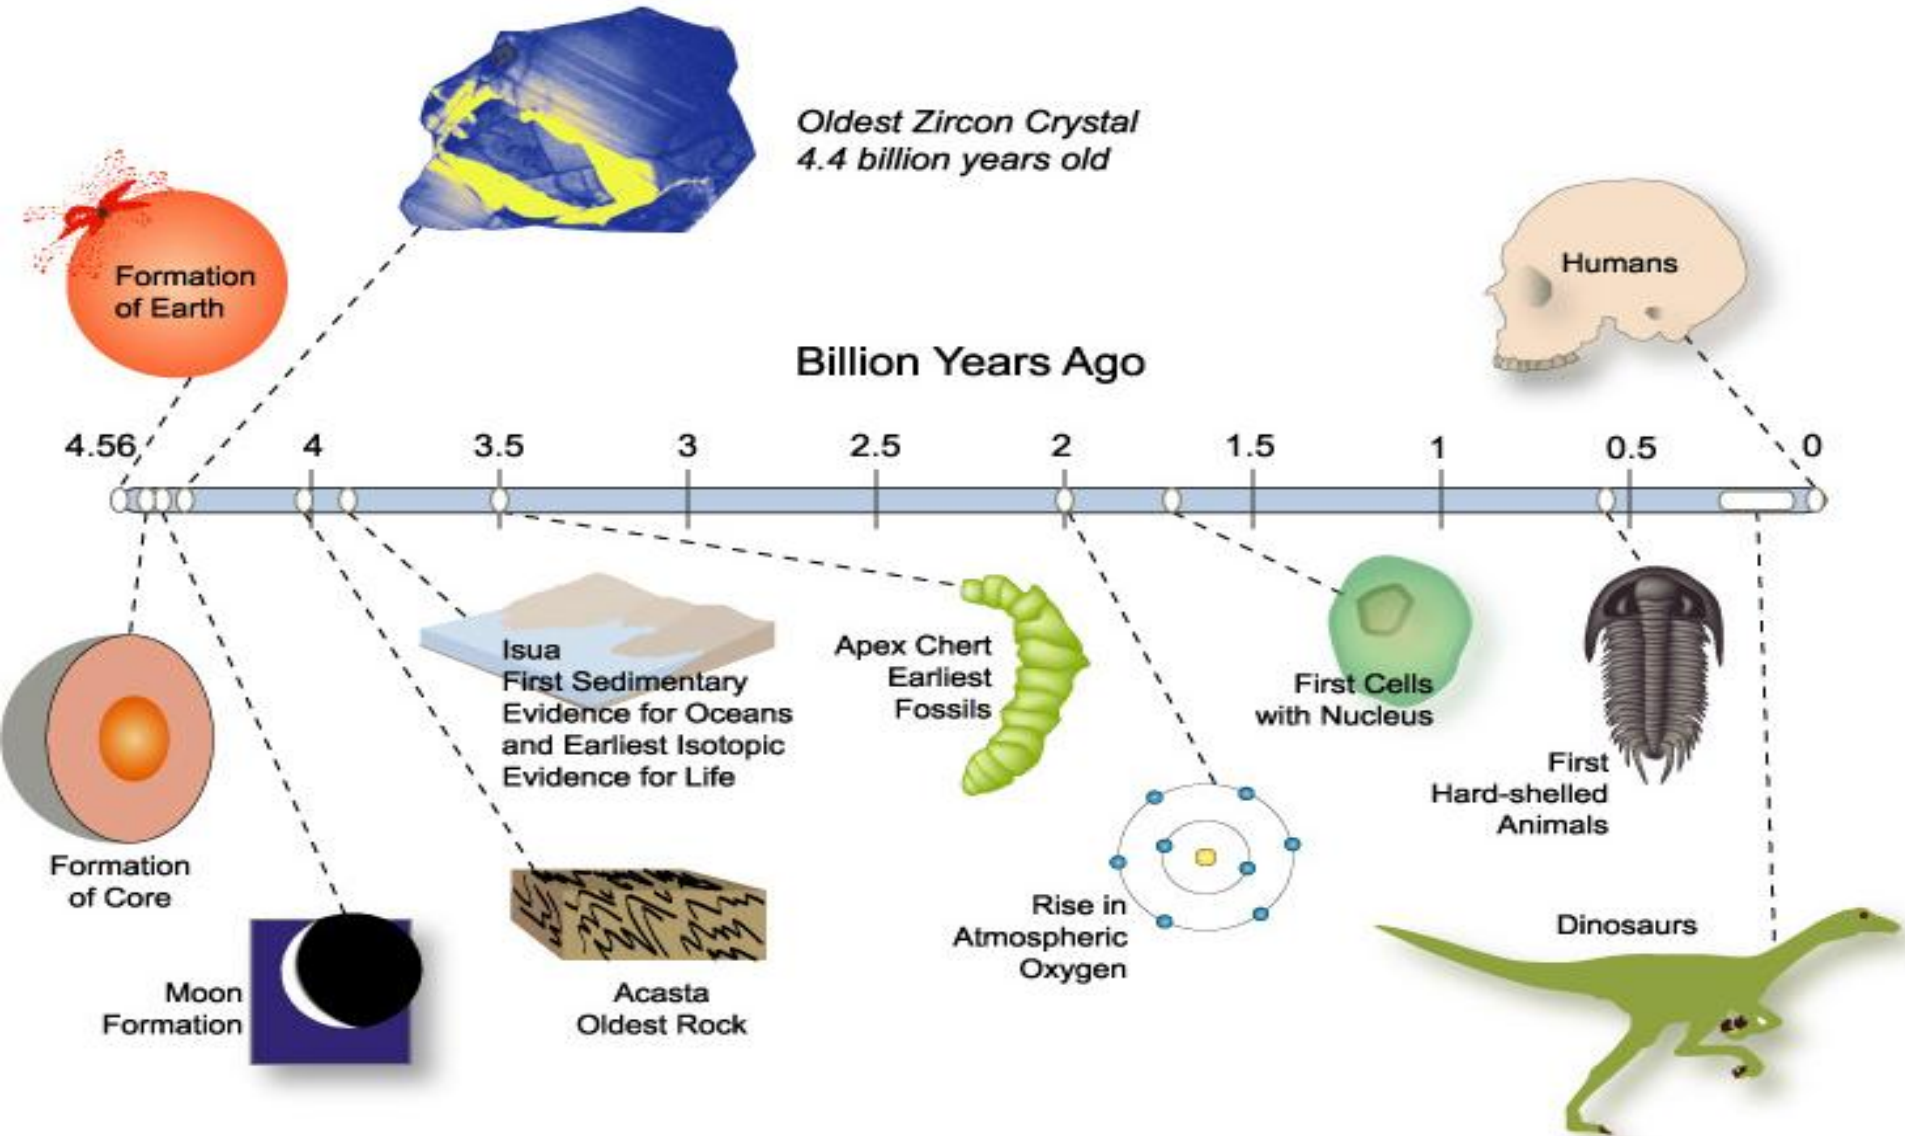 Oldest Zircon Crystal
4.4 billion years old
Formation
of Earth
Humans
Billion Years Ago
4.56
4
3.5
3
2.5
2
1.5
1
0.5
0
Isua
First Sedimentary
Evidence for Oceans
and Earliest Isotopic
Evidence for Life
Apex Chert
Earliest
Fossils
First Cells
with Nucleus
First
Hard-shelled
Animals
Formation
of Core
Rise in
Atmospheric
Oxygen
Dinosaurs
Moon
Formation
Acasta
Oldest Rock